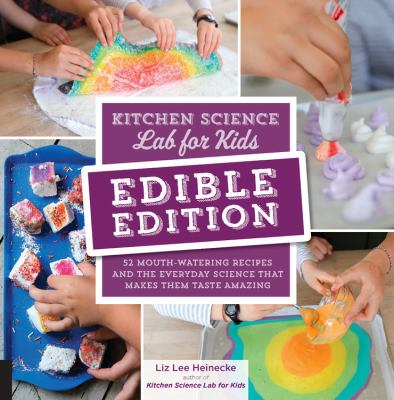 KITCHEN SCIENCE
Lab for Kids
EDIBLE
EDITION
52 MOUTH-WATERING RECIPES
AND THE EVERYDAY SCIENCE THAT
MAKES THEM TASTE AMAZING
Liz Lee Heinecke
author of
Kitchen Science Lab for Kids